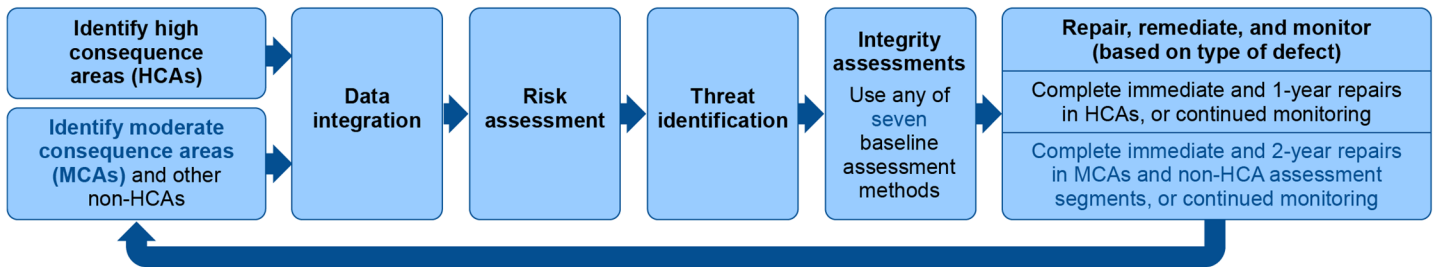 Identify high
consequence
areas (HCAs)
Identify moderate
consequence areas
(MCAs) and other
non-HCAs
Data
integration
Risk
assessment
Threat
identification
Integrity
assessments
Use any of
seven
baseline
assessment
methods
Repair, remediate, and monitor
(based on type of defect)
Complete immediate and 1-year repairs
in HCAs, or continued monitoring
Complete immediate and 2-year repairs
in MCAs and non-HCA assessment
segments, or continued monitoring